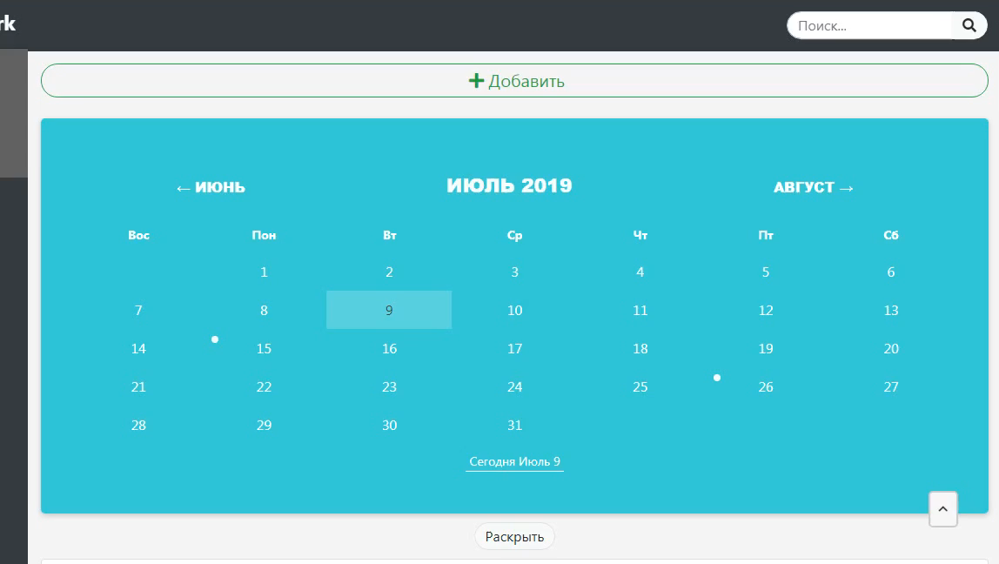 rk
Поиск...
Добавить
← ИЮНЬ ИЮЛЬ 2019 АВГУСТ →
Вос Пон Вт Ср Чт Пт Сб
1 2 3 4 5 6
7 8 9 10 11 12 13
14 15 16 17 18 19 20
21 22 23 24 25 26 27
28 29 30 31
Сегодня Июль 9
Раскрыть